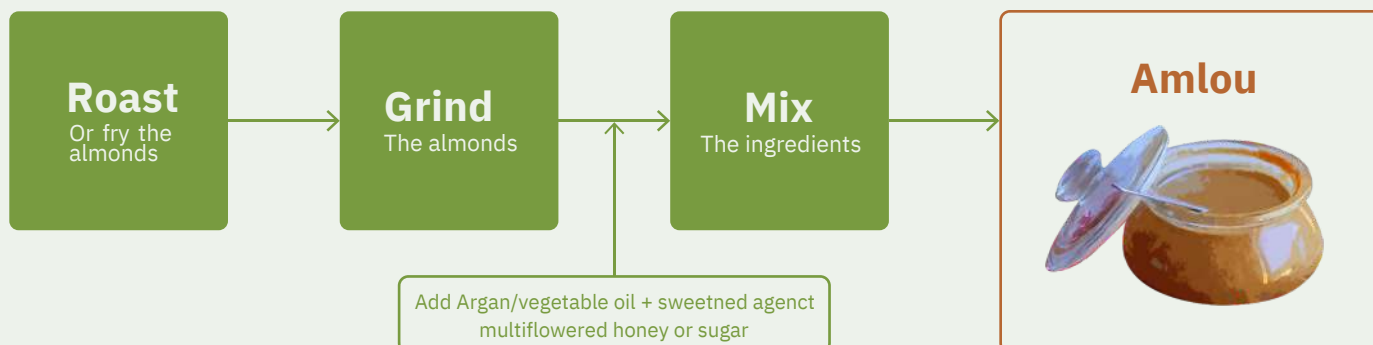 Roast
Or fry the
almonds
Grind
The almonds
Mix
The ingredients
Add Argan/vegetable oil + sweetned agenct
multiflowered honey or sugar
Amlou